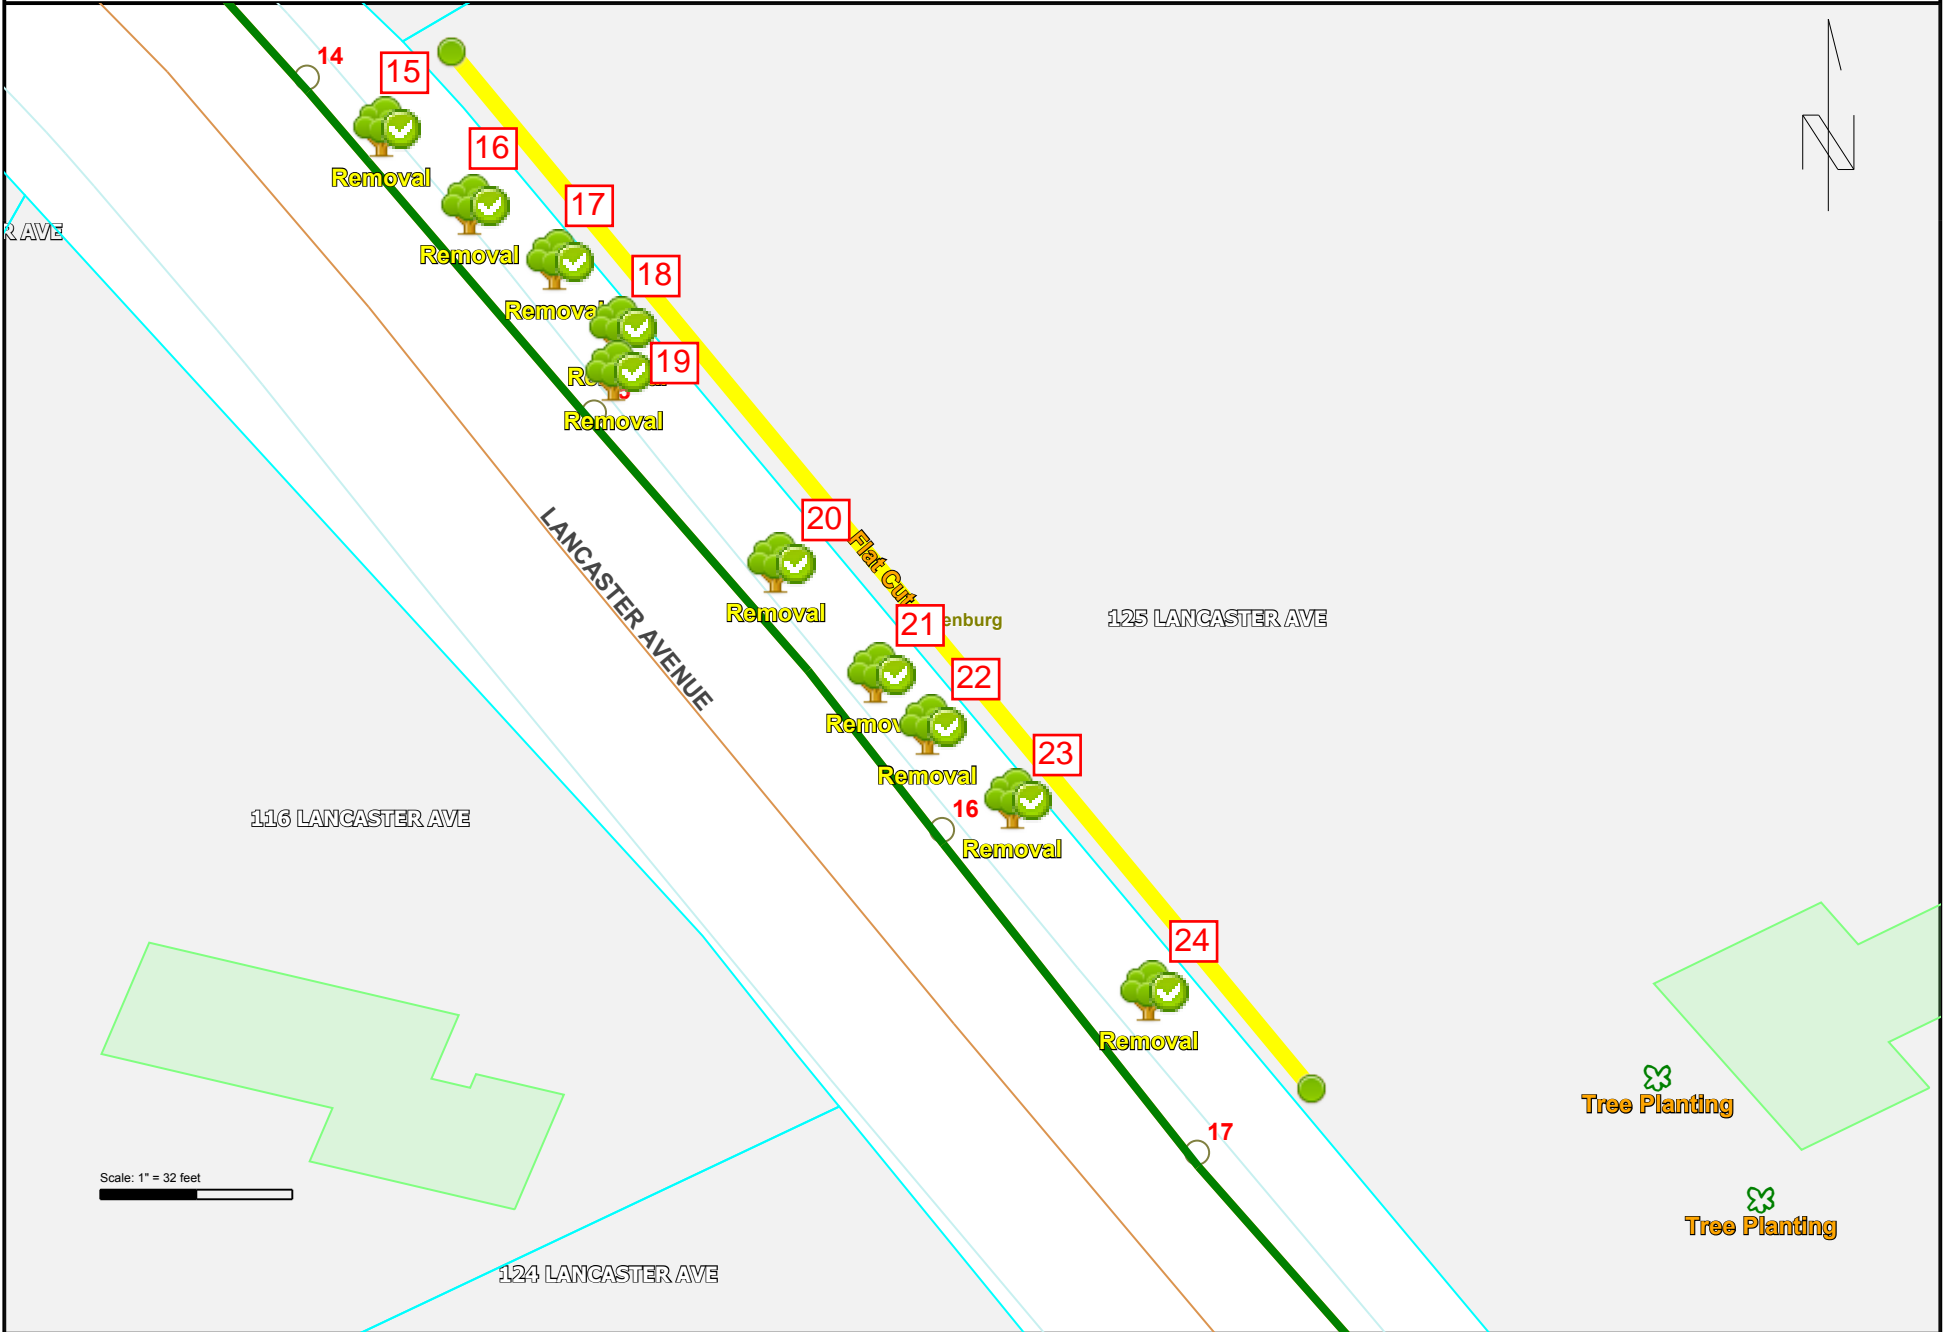 14
15
16
Removal
17
R AVE
Removal
18
Removal
19
Removal
20
LANCASTER AVENUE
Flat Cut
Removal
21
enburg
125 LANCASTER AVE
22
23
Removal
16
116 LANCASTER AVE
Removal
24
Removal
Tree Planting
17
Scale: 1" = 32 feet
Tree Planting
124 LANCASTER AVE
N